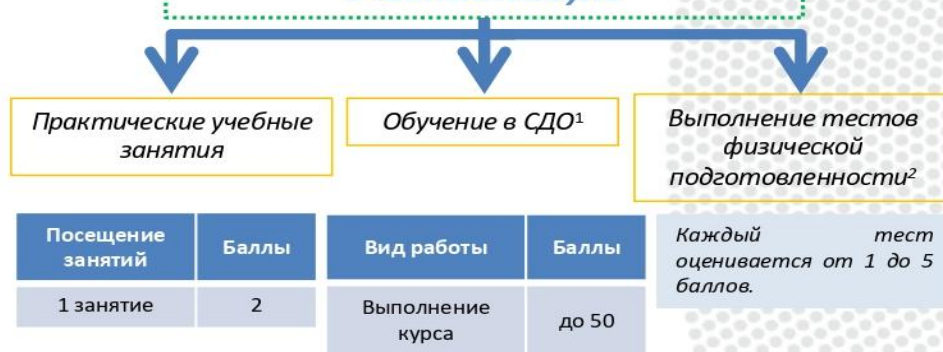 Практические учебные
занятия
Обучение в СДО¹
Выполнение тестов
физической
подготовленности²
Посещение
занятий
Баллы
1 занятие
2
Вид работы
Баллы
Выполнение
курса
до 50
Каждый тест
оценивается от 1 до 5
баллов.